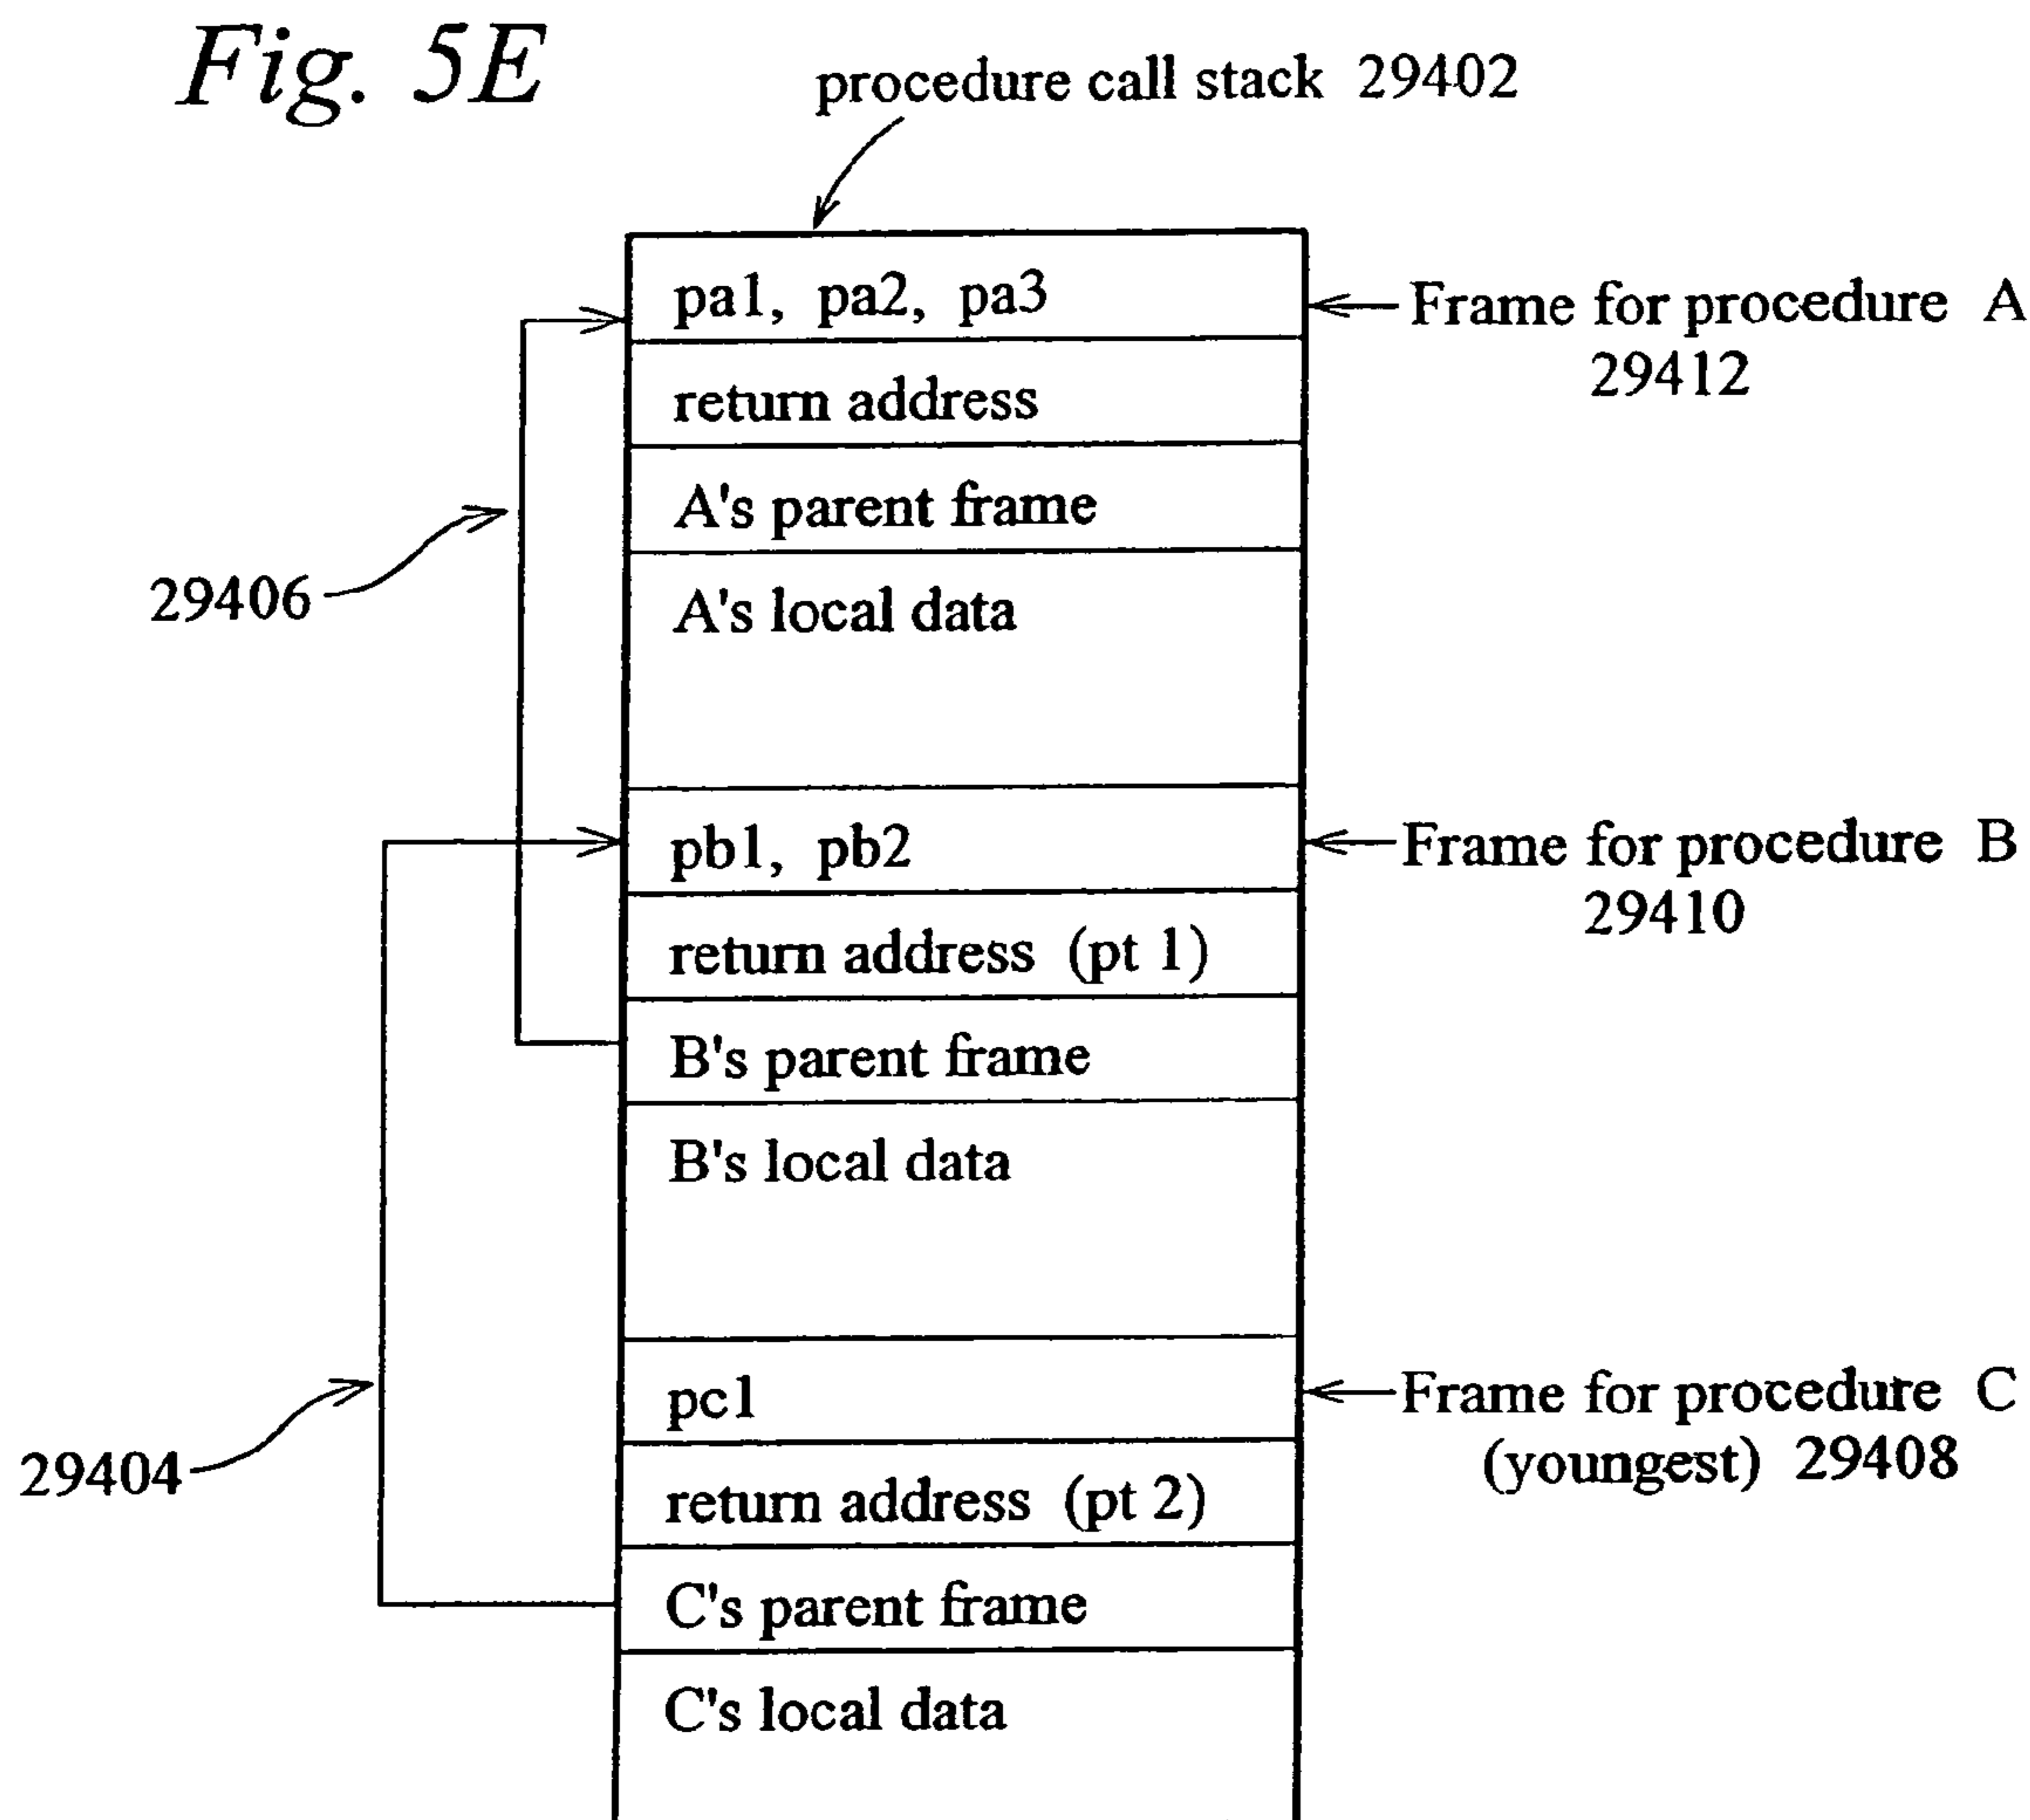 Fig. 5E
procedure call stack 29402
pa1, pa2, pa3
Frame for procedure A
29412
return address
A's parent frame
29406
A's local data
pb1, pb2
Frame for procedure B
29410
return address (pt 1)
B's parent frame
B's local data
pc1
Frame for procedure C
(youngest) 29408
29404
return address (pt 2)
C's parent frame
C's local data